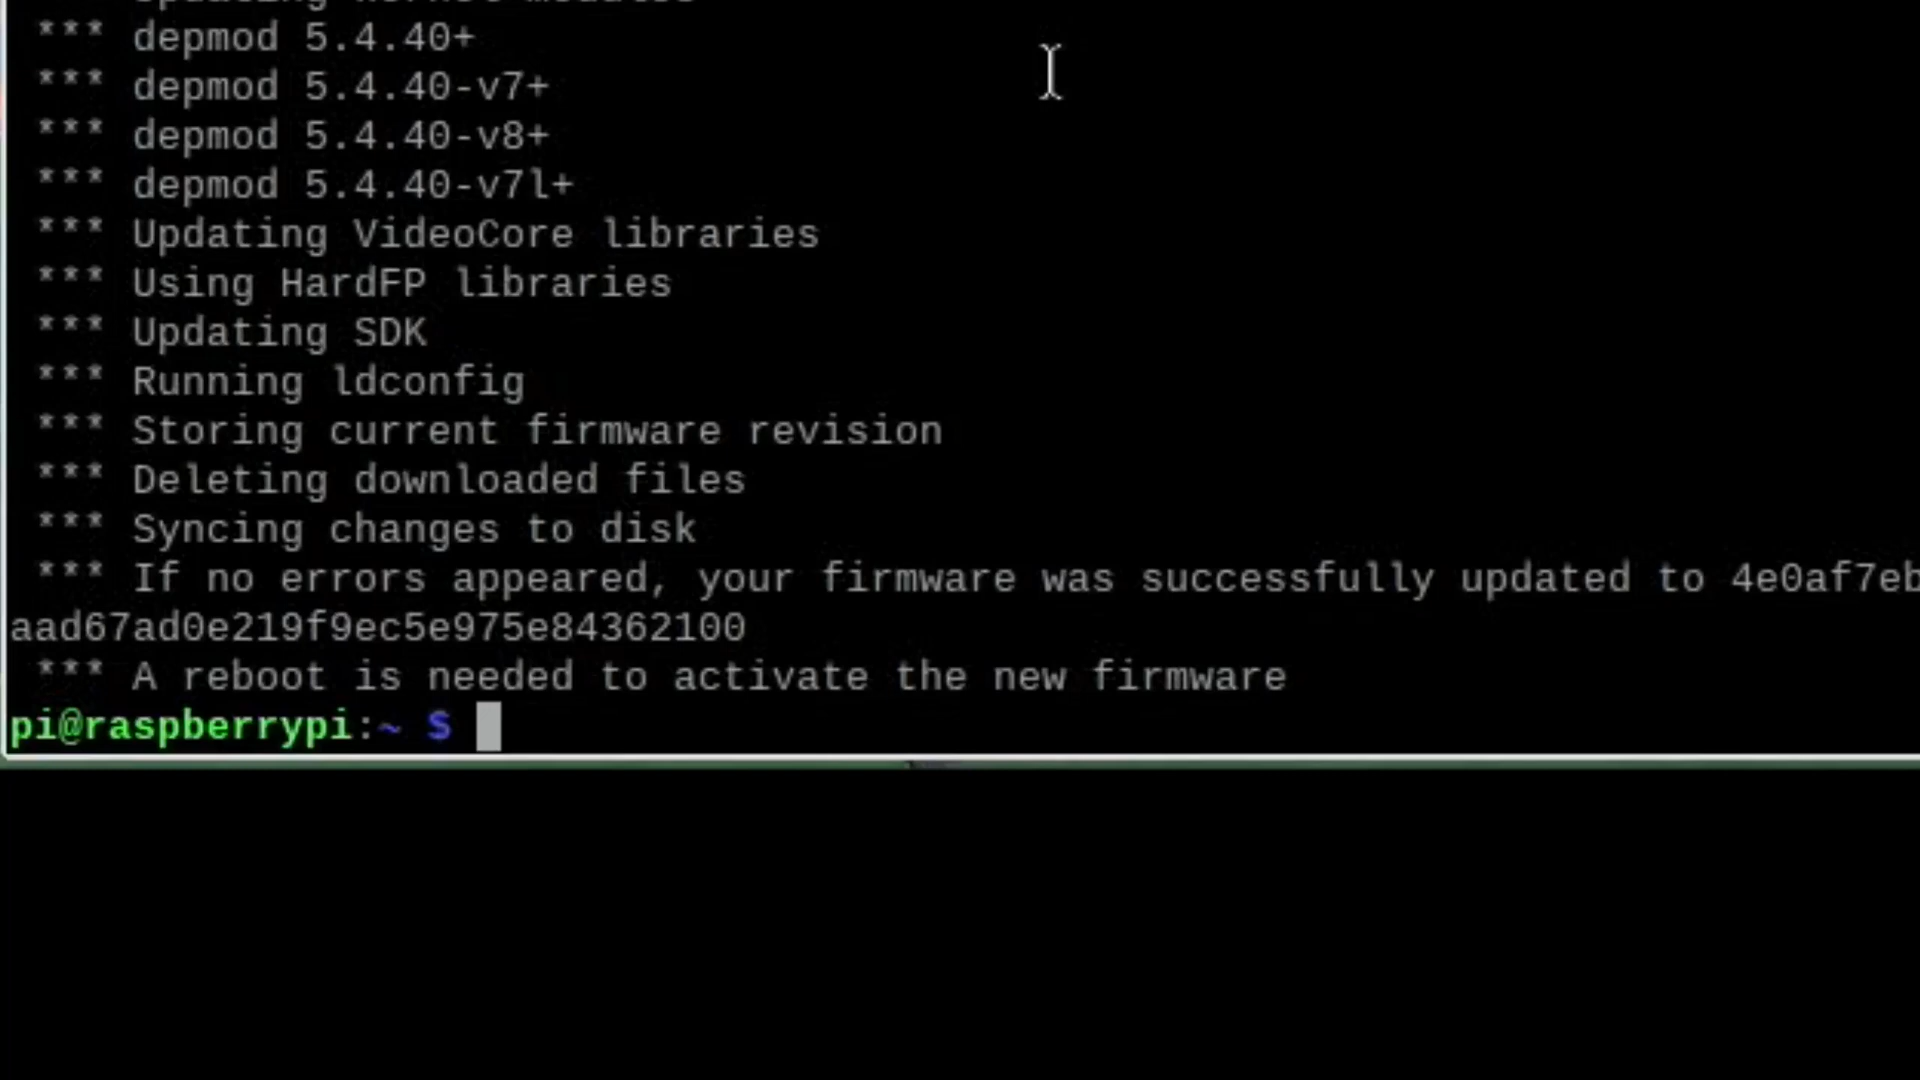 Updating kernel modules
*** depmod 5.4.40+
*** depmod 5.4.40-v7+
*** depmod 5.4.40-v8+
*** depmod 5.4.40-v7l+
*** Updating VideoCore libraries
*** Using HardFP libraries
*** Updating SDK
*** Running ldconfig
*** Storing current firmware revision
*** Deleting downloaded files
*** Syncing changes to disk
*** If no errors appeared, your firmware was successfully updated to 4e0af7eb
aad67ad0e219f9ec5e975e84362100
*** A reboot is needed to activate the new firmware
pi@raspberrypi:~ $